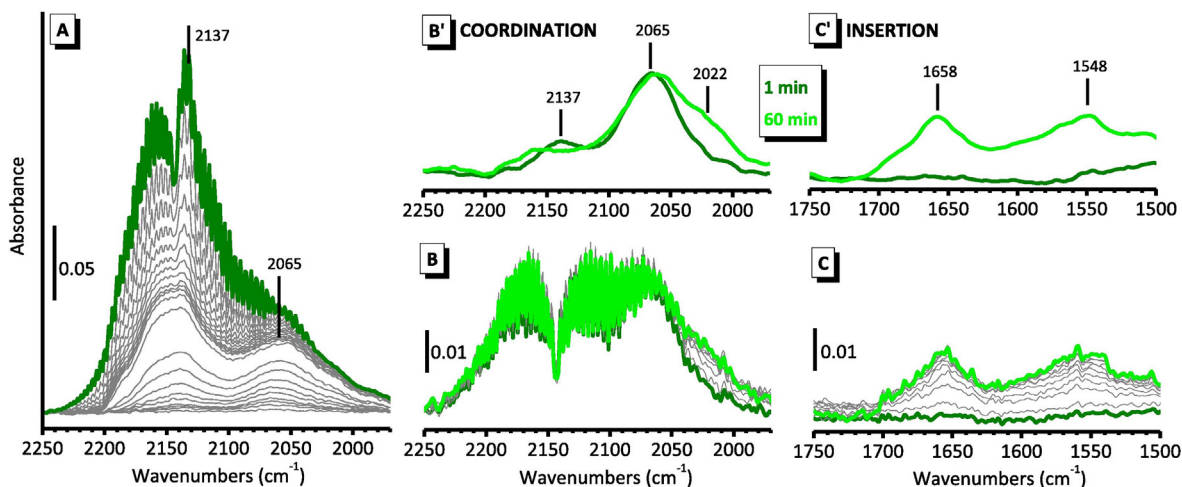 A
2137
2065
Absorbance
0.05
2250 2200 2150 2100 2050 2000
Wavenumbers (cm⁻¹)
B' COORDINATION
2065
2137
2022
1 min
60 min
2250 2200 2150 2100 2050 2000
C' INSERTION
1658
1548
1750 1700 1650 1600 1550 1500
B
0.01
2250 2200 2150 2100 2050 2000
Wavenumbers (cm⁻¹)
C
0.01
1750 1700 1650 1600 1550 1500
Wavenumbers (cm⁻¹)